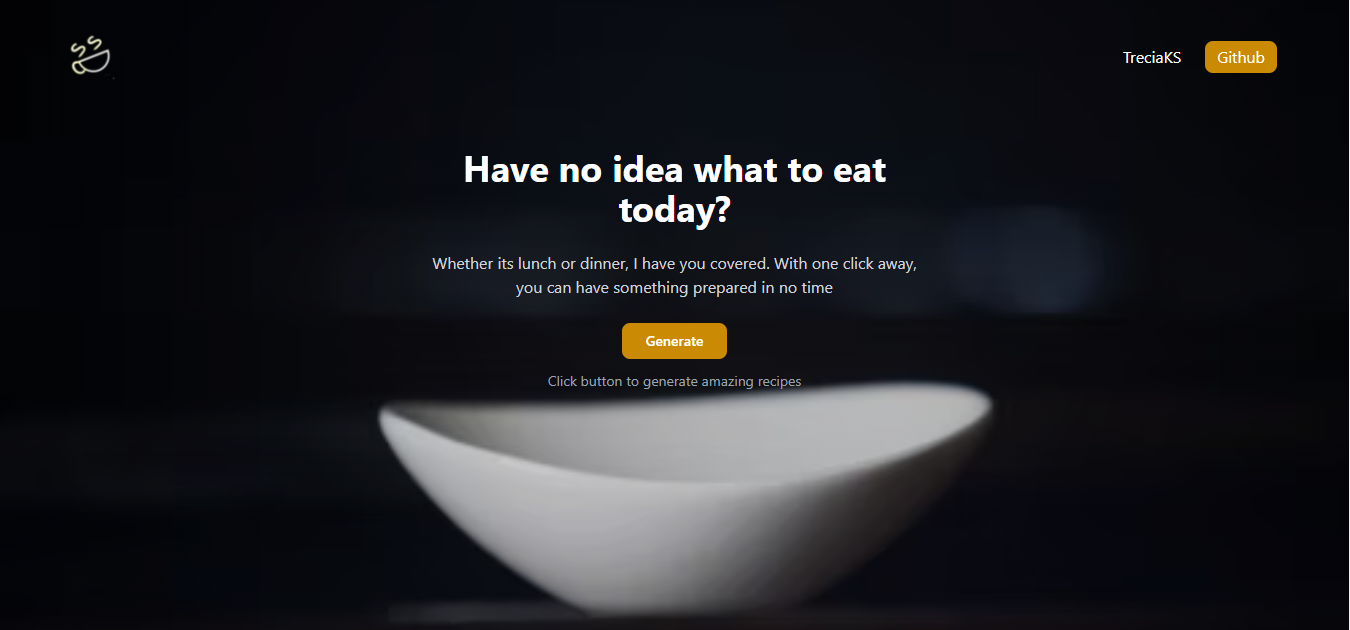 TreciaKS
Github
Have no idea what to eat
today?
Whether its lunch or dinner, I have you covered. With one click away,
you can have something prepared in no time
Generate
Click button to generate amazing recipes